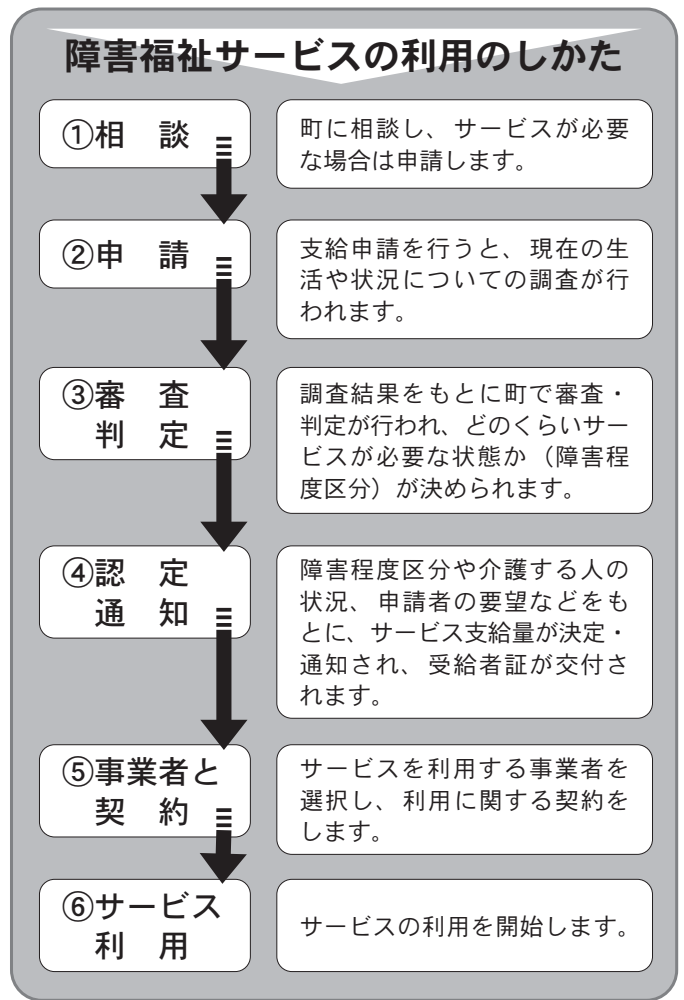 障害福祉サービスの利用のしかた
①相　談
町に相談し、サービスが必要
な場合は申請します。
②申　請
支給申請を行うと、現在の生
活や状況についての調査が行
われます。
③審　査
判　定
調査結果をもとに町で審査・
判定が行われ、どのくらいサー
ビスが必要な状態か（障害程
度区分）が決められます。
④認　定
通　知
障害程度区分や介護する人の
状況、申請者の要望などをも
とに、サービス支給量が決定・
通知され、受給者証が交付さ
れます。
⑤事業者と
契　約
サービスを利用する事業者を
選択し、利用に関する契約を
します。
⑥サービス
利　用
サービスの利用を開始します。